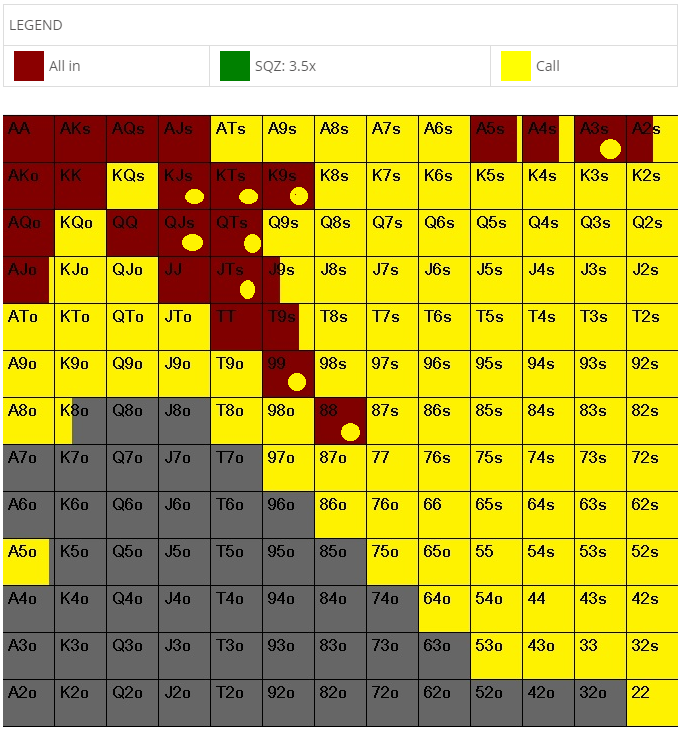 LEGEND
All in SQZ: 3.5x Call
AA AKs AQs AJs ATs A9s A8s A7s A6s A5s A4s A3s A2s
AKo KK KQs KJs KTs K9s K8s K7s K6s K5s K4s K3s K2s
AQo KQo QQ QJs QTs Q9s Q8s Q7s Q6s Q5s Q4s Q3s Q2s
AJo KJo QJo JJ JTs J9s J8s J7s J6s J5s J4s J3s J2s
ATo KTo QTo JTo TT T9s T8s T7s T6s T5s T4s T3s T2s
A9o K9o Q9o J9o T9o 99 98s 97s 96s 95s 94s 93s 92s
A8o K8o Q8o J8o T8o 98o 88 87s 86s 85s 84s 83s 82s
A7o K7o Q7o J7o T7o 97o 87o 77 76s 75s 74s 73s 72s
A6o K6o Q6o J6o T6o 96o 86o 76o 66 65s 64s 63s 62s
A5o K5o Q5o J5o T5o 95o 85o 75o 65o 55 54s 53s 52s
A4o K4o Q4o J4o T4o 94o 84o 74o 64o 54o 44 43s 42s
A3o K3o Q3o J3o T3o 93o 83o 73o 63o 53o 43o 33 32s
A2o K2o Q2o J2o T2o 92o 82o 72o 62o 52o 42o 32o 22